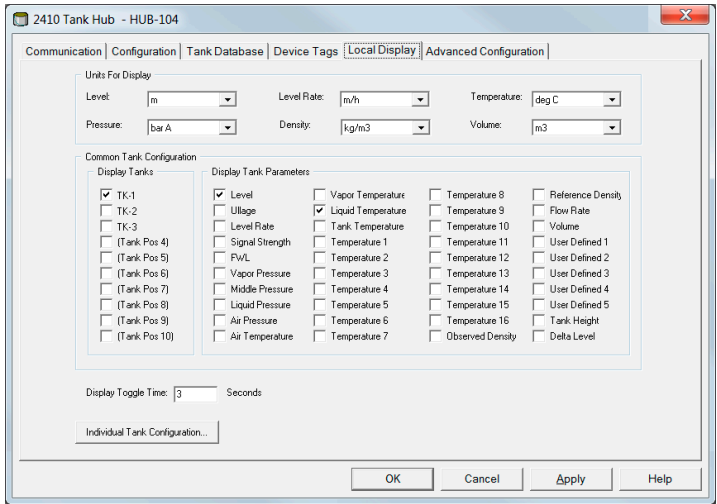 2410 Tank Hub - HUB-104
X
Communication Configuration Tank Database Device Tags Local Display Advanced Configuration
Units For Display
Level: m Level Rate: m/h Temperature: deg C
Pressure: bar A Density: kg/m3 Volume: m3
Common Tank Configuration
Display Tanks Display Tank Parameters
TK-1 Level Vapor Temperature Temperature 8 Reference Density
TK-2 Ullage Liquid Temperature Temperature 9 Flow Rate
TK-3 Level Rate Tank Temperature Temperature 10 Volume
(Tank Pos 4) Signal Strength Temperature 1 Temperature 11 User Defined 1
(Tank Pos 5) FWL Temperature 2 Temperature 12 User Defined 2
(Tank Pos 6) Vapor Pressure Temperature 3 Temperature 13 User Defined 3
(Tank Pos 7) Middle Pressure Temperature 4 Temperature 14 User Defined 4
(Tank Pos 8) Liquid Pressure Temperature 5 Temperature 15 User Defined 5
(Tank Pos 9) Air Pressure Temperature 6 Temperature 16 Tank Height
(Tank Pos 10) Air Temperature Temperature 7 Observed Density Delta Level
Display Toggle Time: 3 Seconds
Individual Tank Configuration...
OK Cancel Apply Help